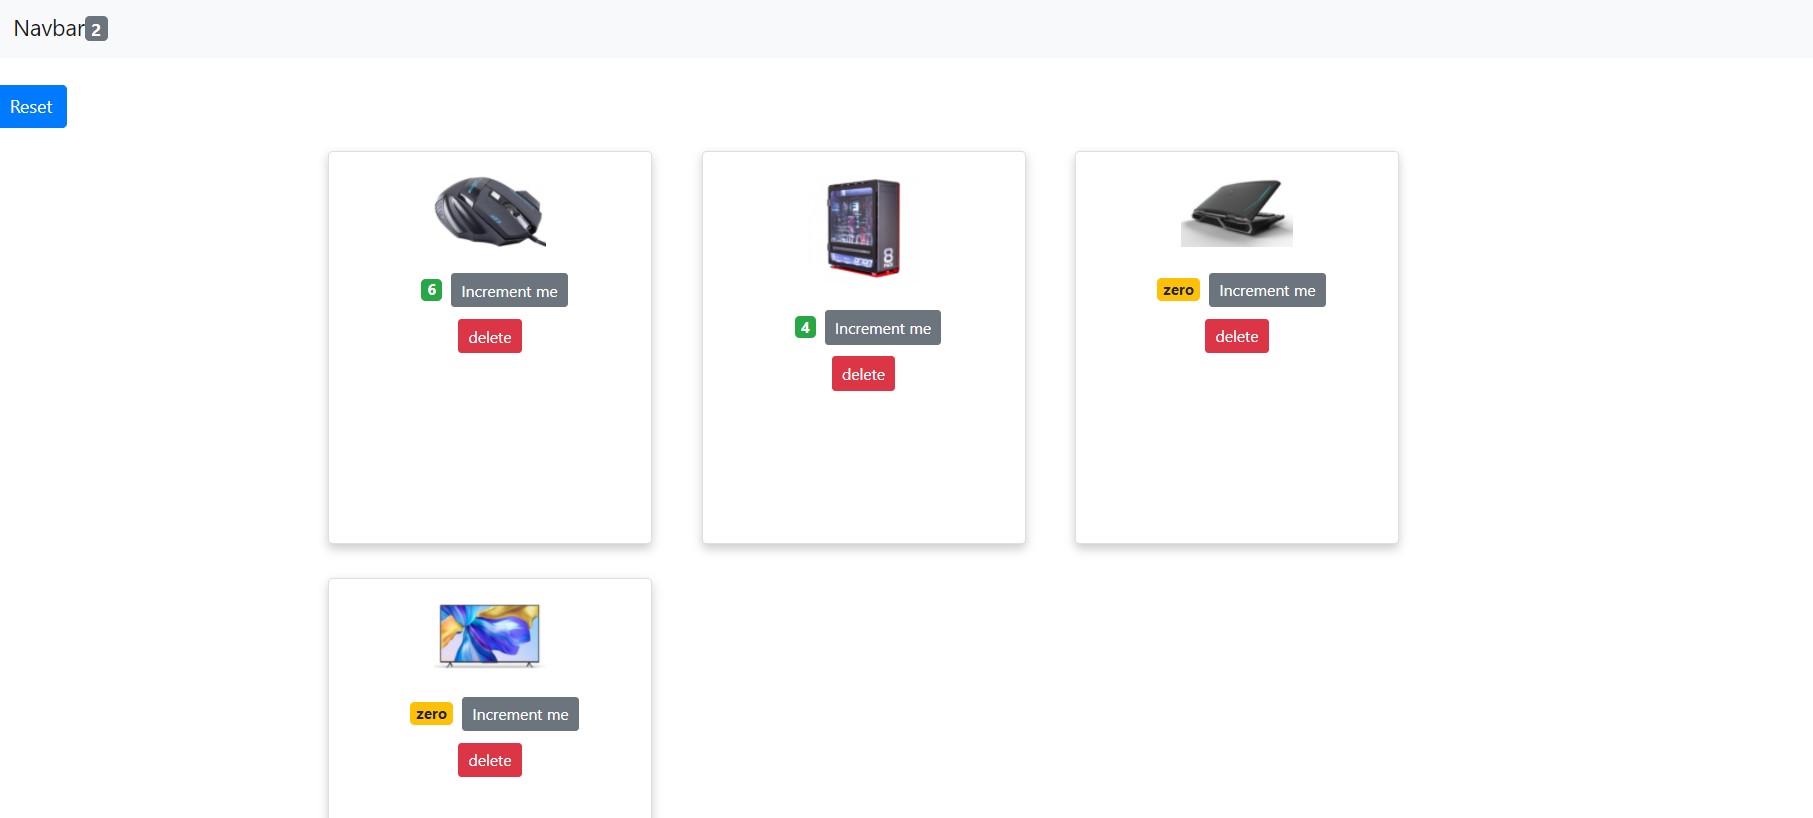 Navbar 2
Reset
6 Increment me
delete
8
4 Increment me
delete
zero Increment me
delete
zero Increment me
delete